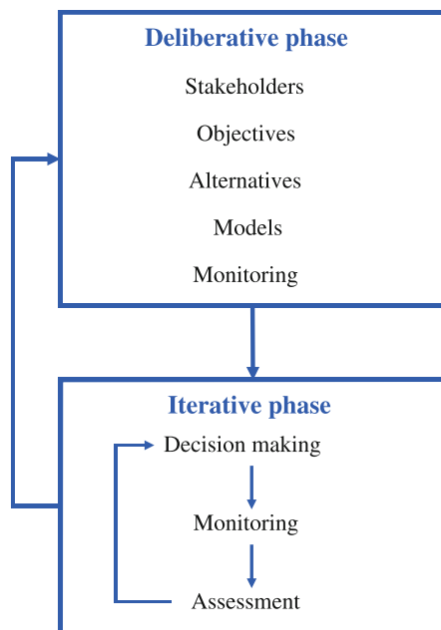 Deliberative phase
Stakeholders
Objectives
Alternatives
Models
Monitoring
Iterative phase
Decision making
Monitoring
Assessment